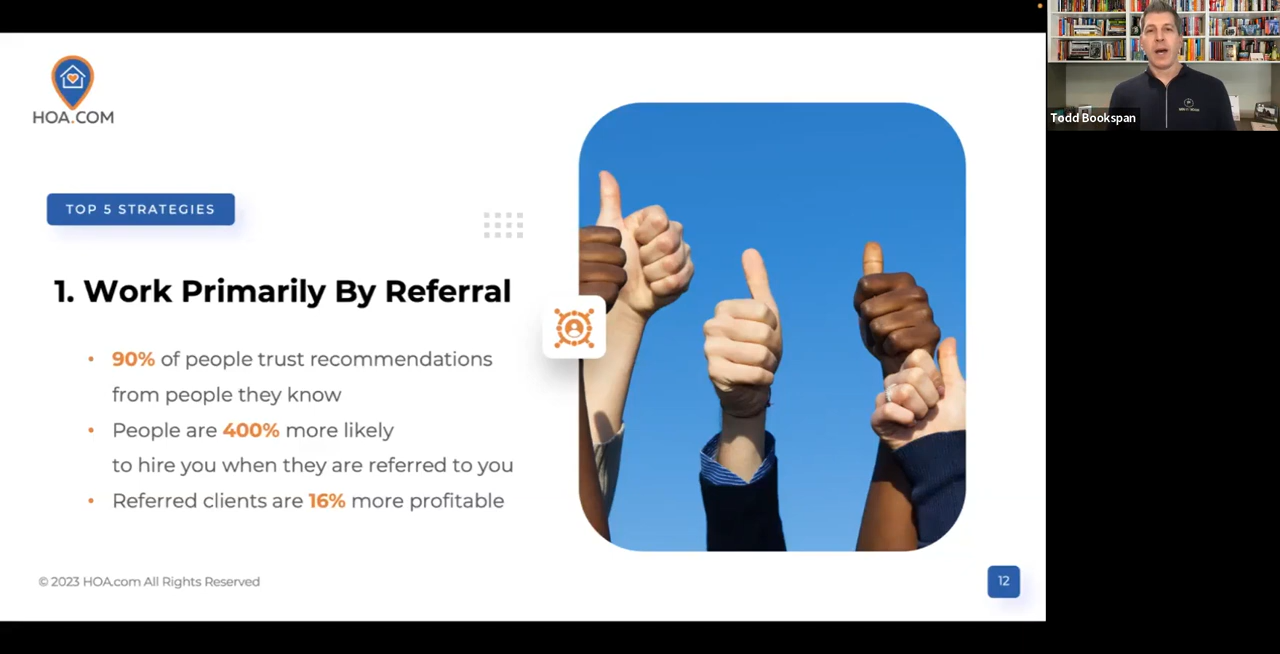 HOA.COM
Todd Bookspan
TOP 5 STRATEGIES
1. Work Primarily By Referral
• 90% of people trust recommendations
from people they know
• People are 400% more likely
to hire you when they are referred to you
• Referred clients are 16% more profitable
© 2023 HOA.com All Rights Reserved
12